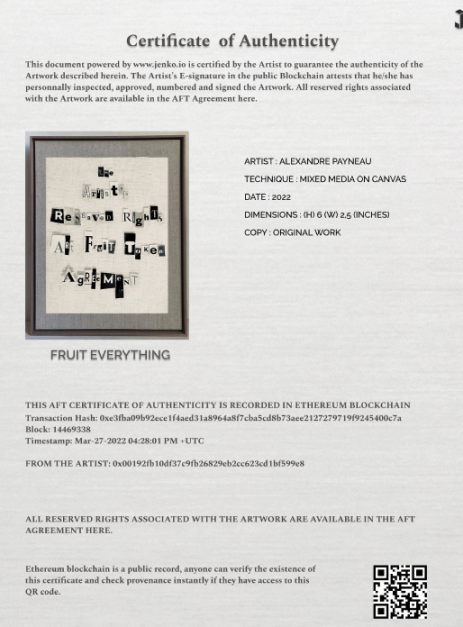 Certificate of Authenticity
This document powered by www.jenko.io is certified by the Artist to guarantee the authenticity of the
Artwork described herein. The Artist's E-signature in the public Blockchain attests that he/she has
personnally inspected, approved, numbered and signed the Artwork. All reserved rights associated
with the Artwork are available in the AFT Agreement here.
the
Artist's
Reserved Rights
Art Fruit Token
AgreemenT
ARTIST : ALEXANDRE PAYNEAU
TECHNIQUE : MIXED MEDIA ON CANVAS
DATE : 2022
DIMENSIONS : (H) 6 (W) 2,5 (INCHES)
COPY : ORIGINAL WORK
FRUIT EVERYTHING
THIS AFT CERTIFICATE OF AUTHENTICITY IS RECORDED IN ETHEREUM BLOCKCHAIN
Transaction Hash: 0xe3fba09b92ece1f4aed31a8964a8f7cba5cd8b73aee2127279719f9245400c7a
Block: 14469338
Timestamp: Mar-27-2022 04:28:01 PM +UTC
FROM THE ARTIST: 0x00192fb10df37c9fb26829eb2cc623cd1bf599e8
ALL RESERVED RIGHTS ASSOCIATED WITH THE ARTWORK ARE AVAILABLE IN THE AFT
AGREEMENT HERE.
Ethereum blockchain is a public record, anyone can verify the existence of
this certificate and check provenance instantly if they have access to this
QR code.